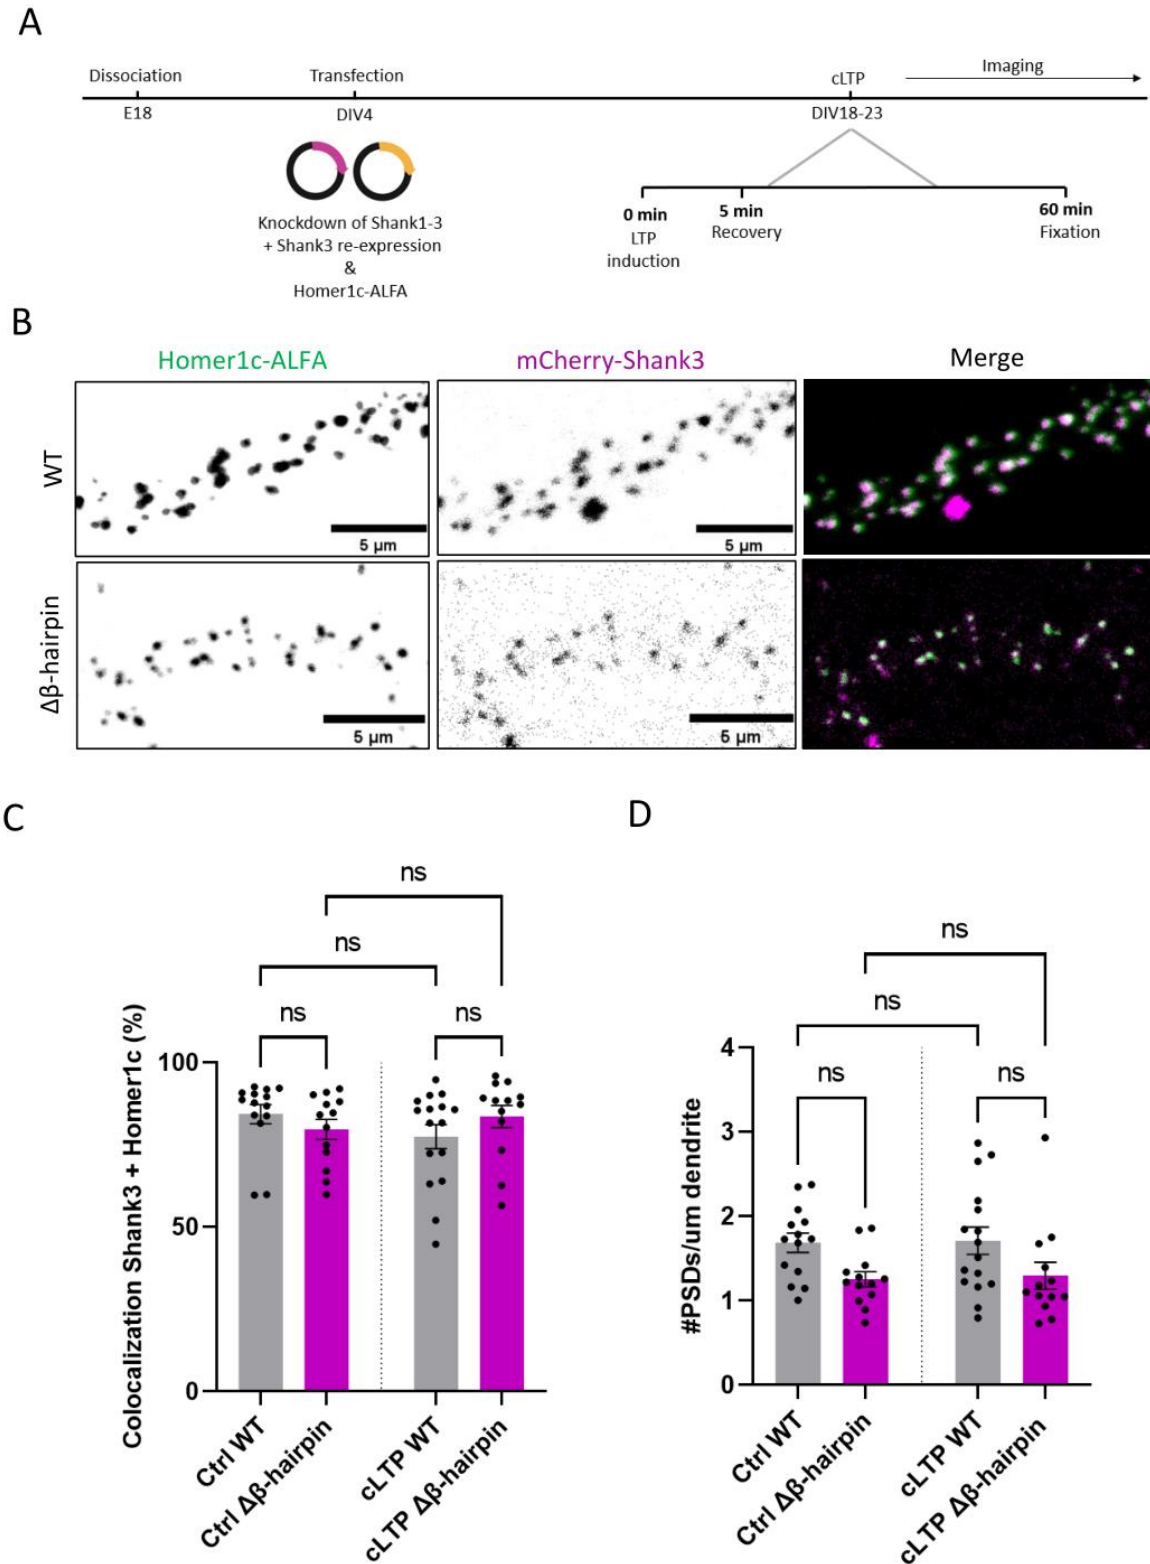 A
Dissociation
Transfection
cLTP
Imaging
E18
DIV4
DIV18-23
Knockdown of Shank1-3
+ Shank3 re-expression
&
Homer1c-ALFA
0 min
LTP
induction
5 min
Recovery
60 min
Fixation
B
Homer1c-ALFA
mCherry-Shank3
Merge
WT
5 µm
5 µm
Δβ-hairpin
5 µm
5 µm
C
ns
ns
ns
ns
Colocalization Shank3 + Homer1c (%)
100
50
0
Ctrl WT
Ctrl Δβ-hairpin
cLTP WT
cLTP Δβ-hairpin
D
ns
ns
ns
ns
#PSDs/um dendrite
4
3
2
1
0
Ctrl WT
Ctrl Δβ-hairpin
cLTP WT
cLTP Δβ-hairpin